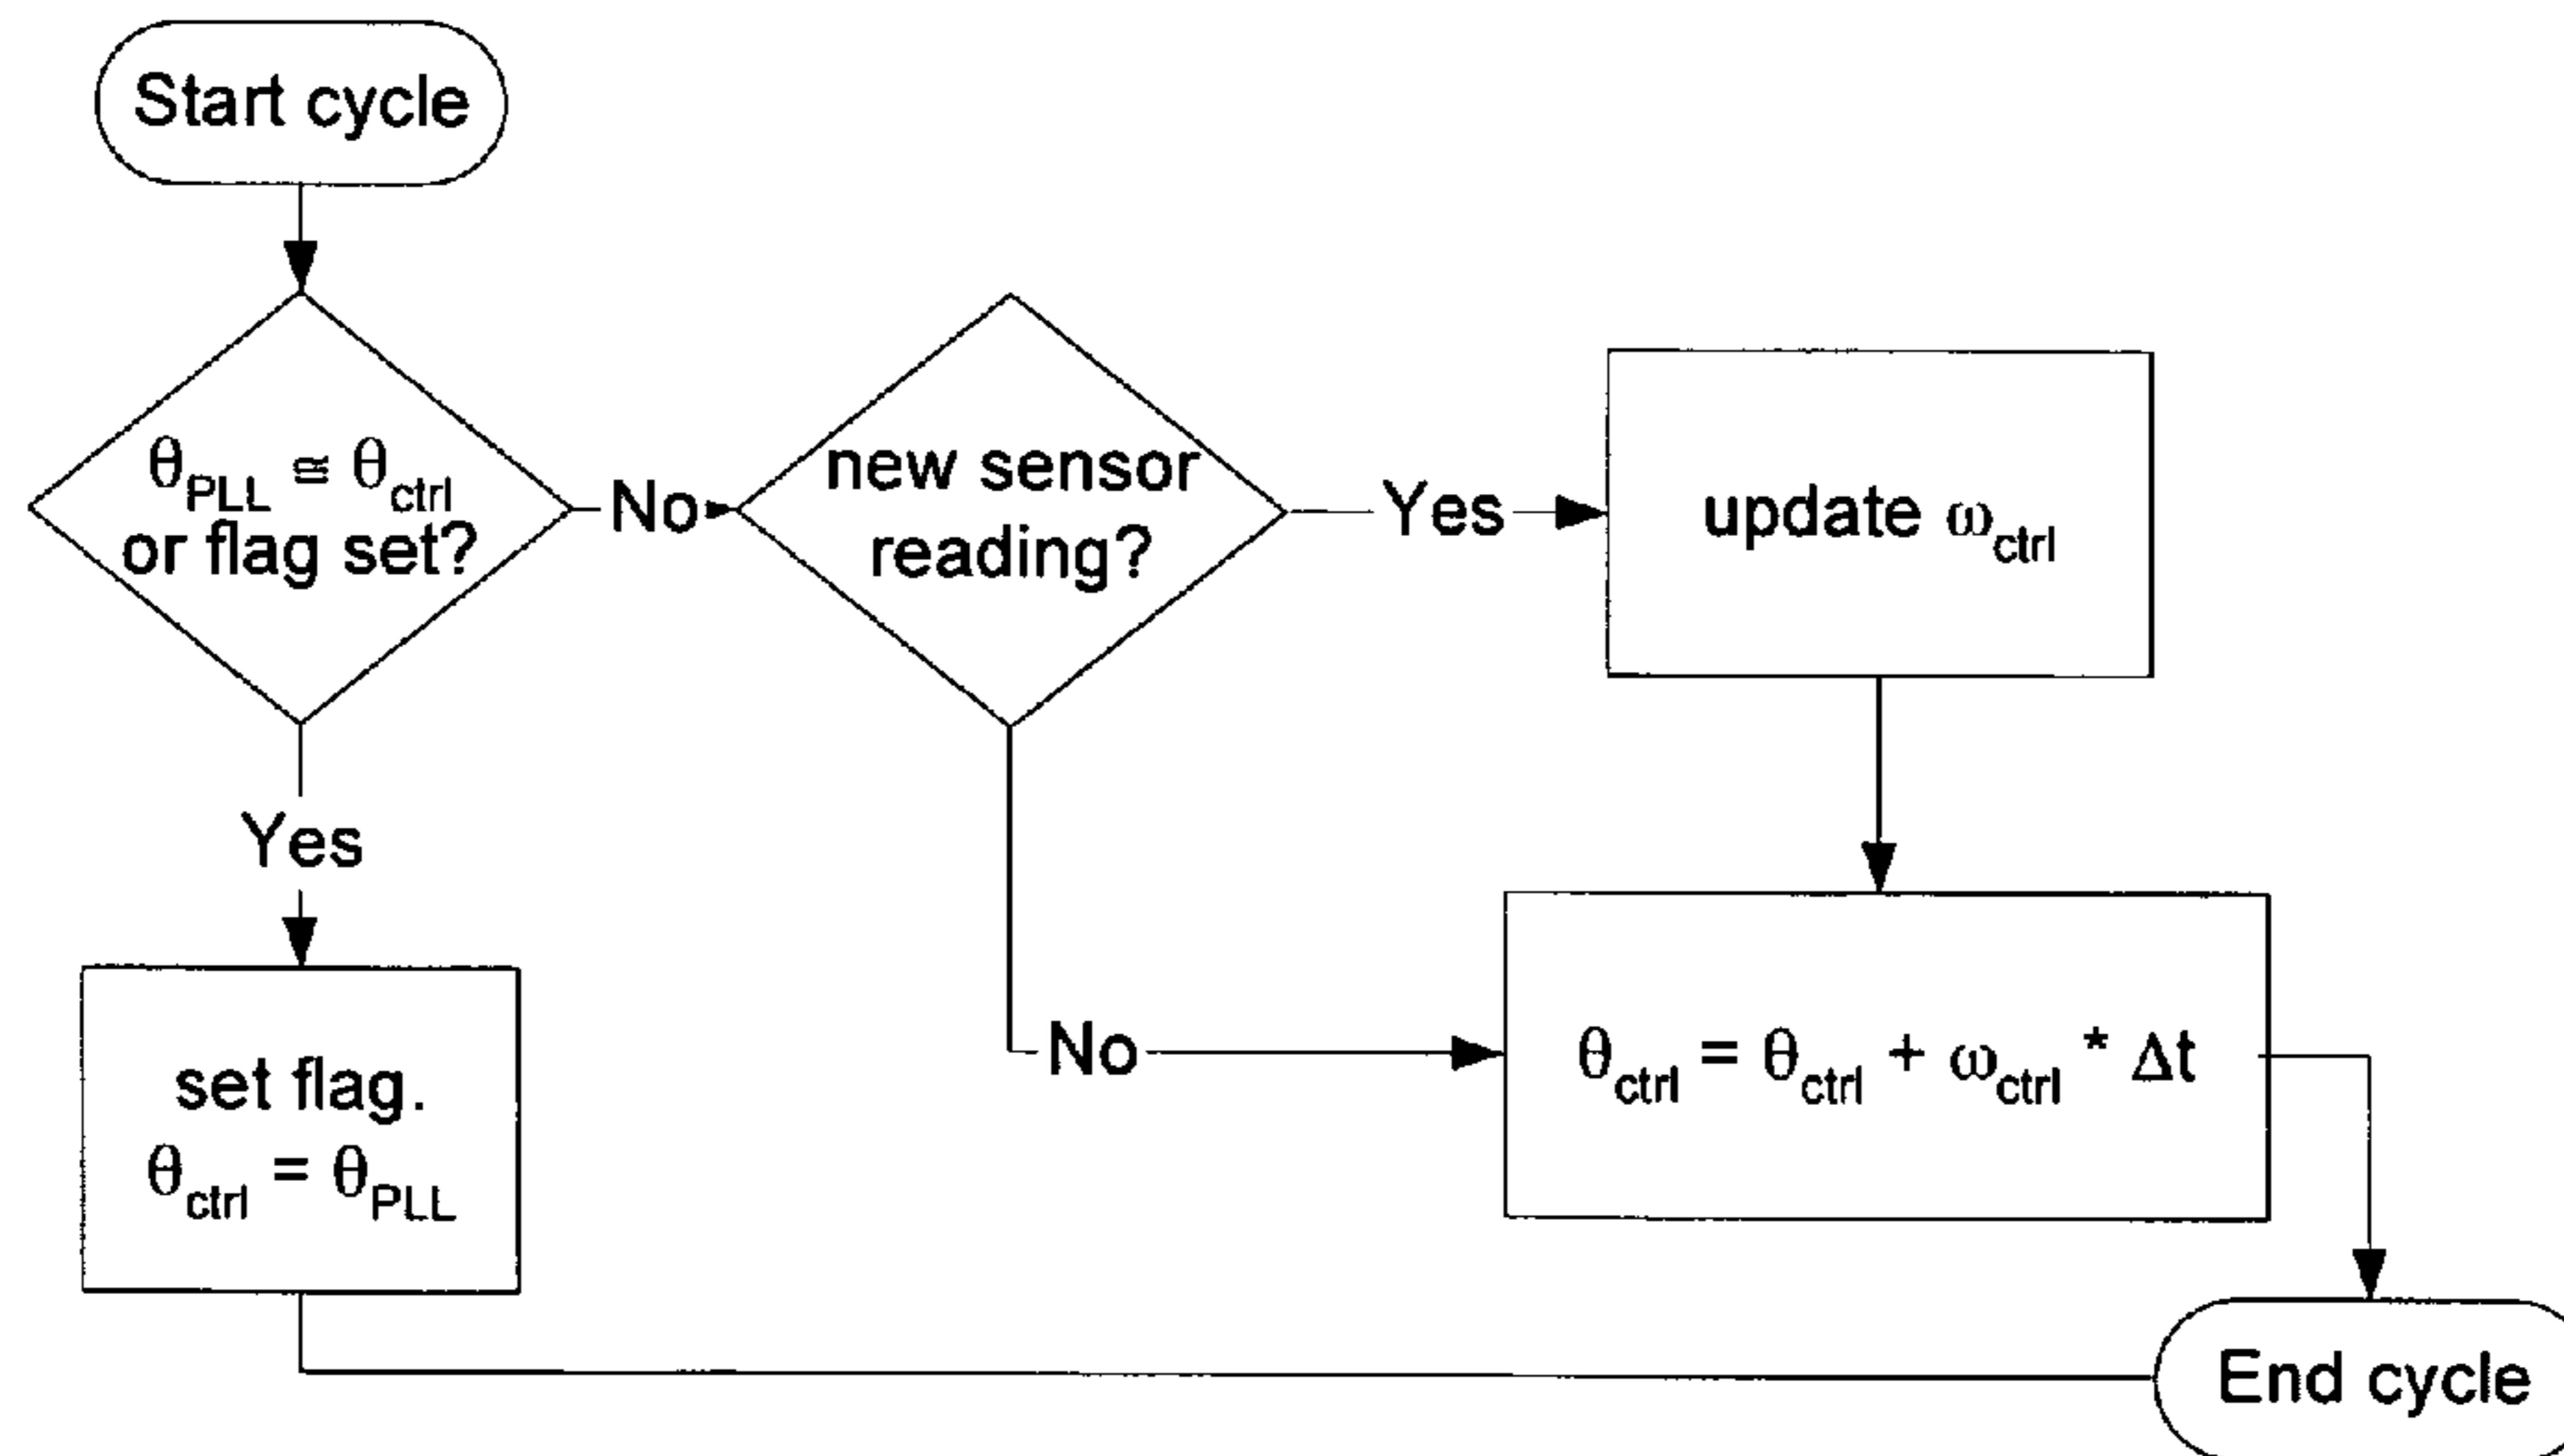 Start cycle
θPLL ≅ θctrl
or flag set?
No
new sensor
reading?
Yes
update ωctrl
Yes
set flag.
θctrl = θPLL
No
θctrl = θctrl + ωctrl * Δt
End cycle